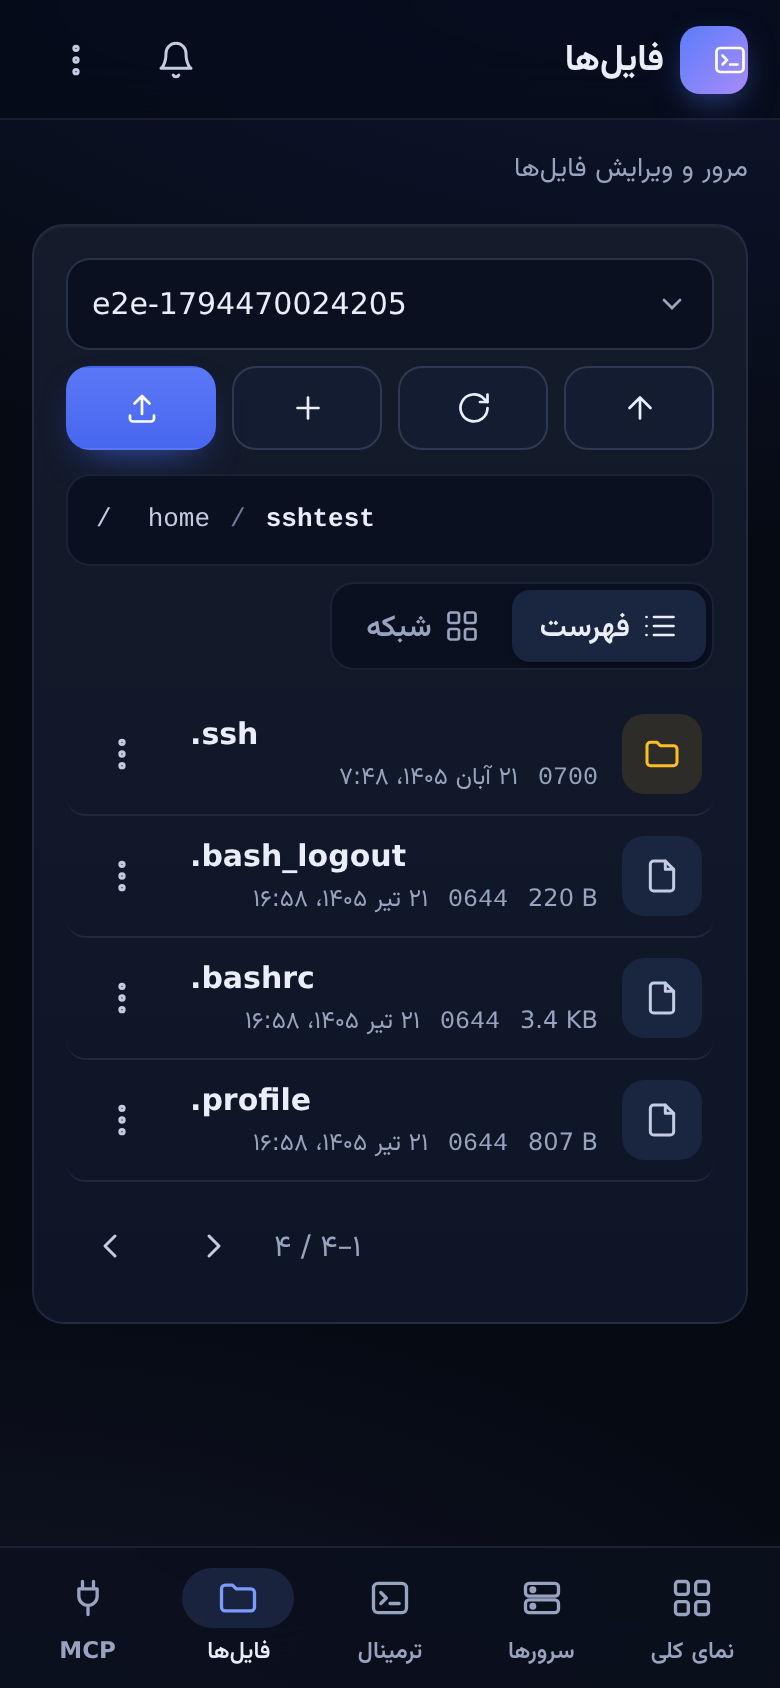 فایل‌ها
مرور و ویرایش فایل‌ها
e2e-1794470024205
/ home / sshtest
فهرست
شبکه
.ssh
0700 ۲۱ آبان ۱۴۰۵، ۷:۴۸
.bash_logout
220 B 0644 ۲۱ تیر ۱۴۰۵، ۱۶:۵۸
.bashrc
3.4 KB 0644 ۲۱ تیر ۱۴۰۵، ۱۶:۵۸
.profile
807 B 0644 ۲۱ تیر ۱۴۰۵، ۱۶:۵۸
۱–۴ / ۴
نمای کلی
سرورها
ترمینال
فایل‌ها
MCP